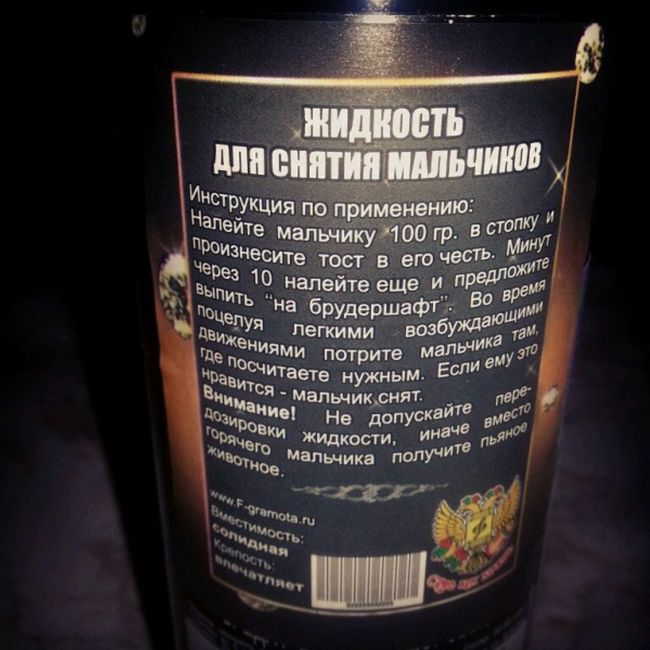 ЖИДКОСТЬ
ДЛЯ СНЯТИЯ МАЛЬЧИКОВ
Инструкция по применению:
Налейте мальчику 100 гр. в стопку и
произнесите тост в его честь. Минут
через 10 налейте еще и предложите
выпить "на брудершафт". Во время
поцелуя легкими возбуждающими
движениями потрите мальчика там,
где посчитаете нужным. Если ему это
нравится - мальчик снят.
Внимание! Не допускайте пере-
дозировки жидкости, иначе вместо
горячего мальчика получите пьяное
животное.
www.F-gramota.ru
Вместимость:
солидная
Крепость:
впечатляет